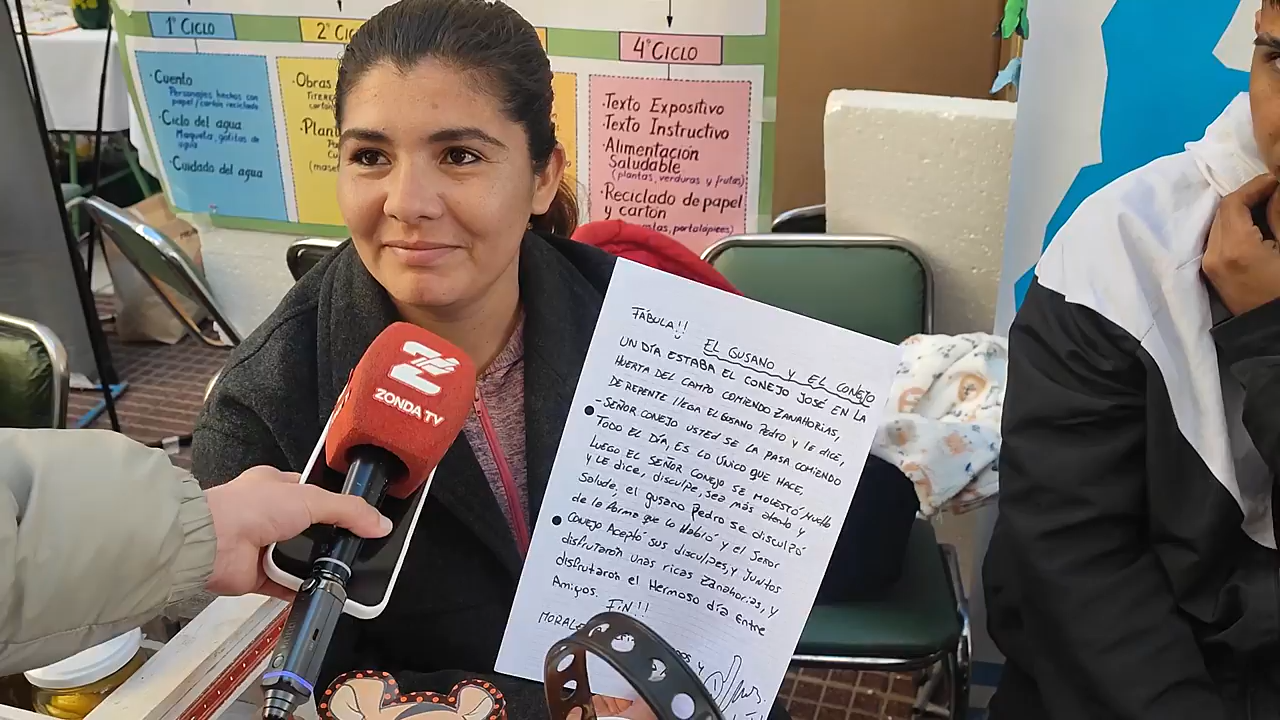 1° CICLO
2° CIC
4° CICLO
· Cuento
Personajes hechos con
papel/cartón reciclado
· Ciclo del agua
Maqueta, gotitas de
agua
· Cuidado del agua
· Obras
· Plan
· Texto Expositivo
· Texto Instructivo
· Alimentación
Saludable
(plantas, verduras y frutas)
· Reciclado de papel
y cartón
portalápices)
ZONDA TV
FÁBULA!!
EL GUSANO Y EL CONEJO
UN DÍA ESTABA EL CONEJO JOSÉ EN LA
HUERTA DEL CAMPO COMIENDO ZANAHORIAS,
DE REPENTE llEGA EL GUSANO PEDRO Y lE DICE,
- SEÑOR CONEJO USTED SE LA PASA COMIENDO
TODO EL DÍA, ES LO ÚNICO QUE HACE,
LUEGO EL SEÑOR CONEJO SE MOLESTÓ MUCHO
Y LE dice, disculpe, sea más atento y
Salude, el gusano Pedro se disculpó
de la Forma que lo Habló y el Señor
CONEJO Aceptó sus disculpas, y juntos
disfrutaron unas ricas Zanahorias, y
disfrutaron el Hermoso día Entre
Amigos.
FIN!!